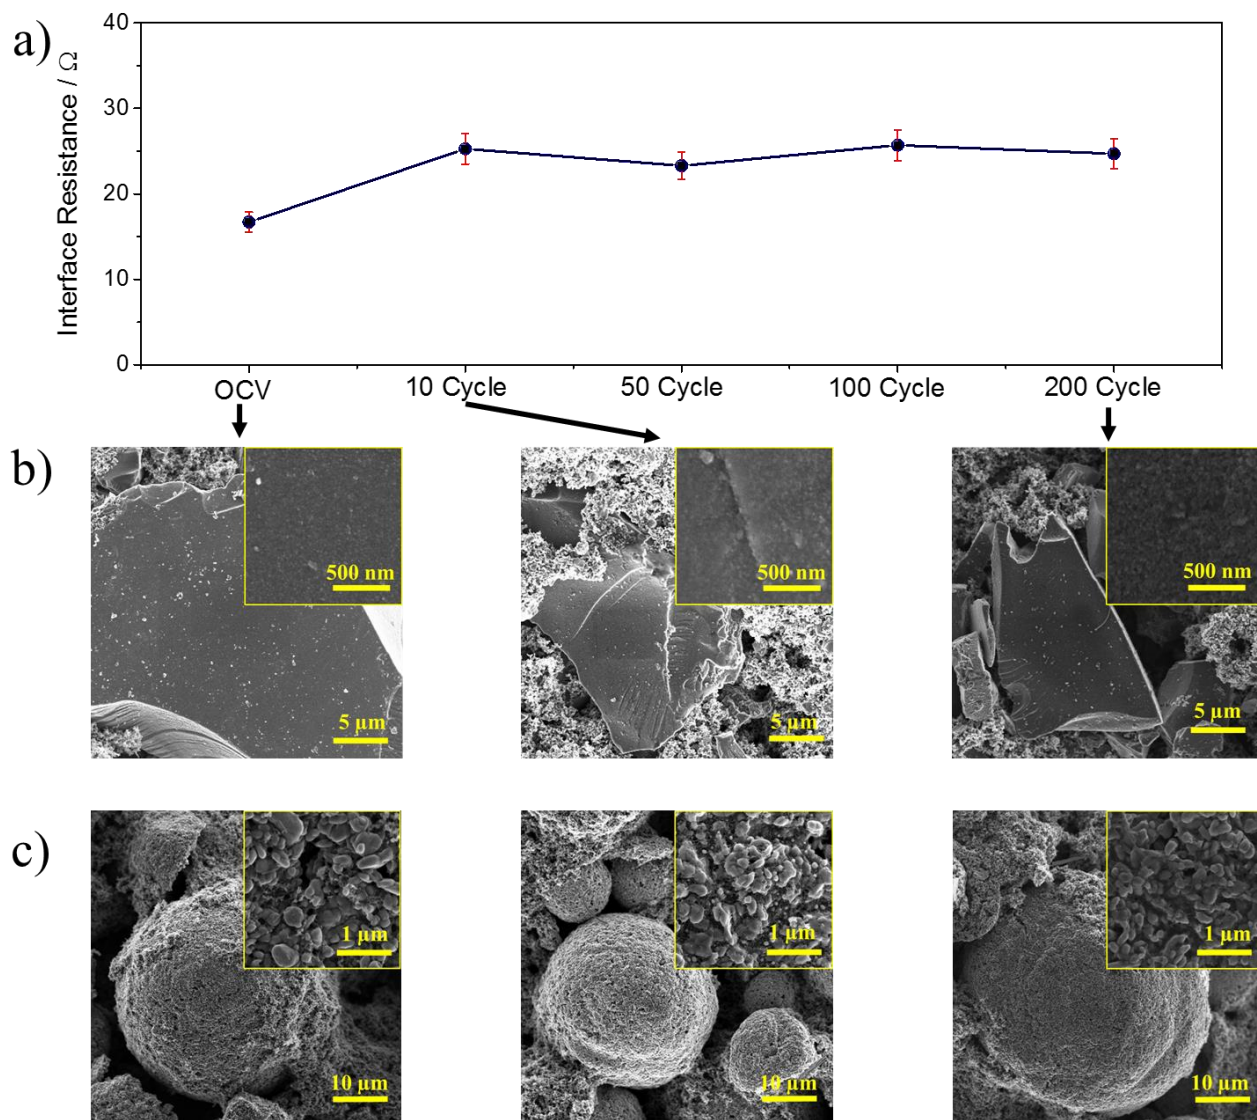 a)
Interface Resistance / Ω
40
30
20
10
0
OCV 10 Cycle 50 Cycle 100 Cycle 200 Cycle
b)
500 nm 500 nm 500 nm
5 µm 5 µm 5 µm
c)
1 µm 1 µm 1 µm
10 µm 10 µm 10 µm